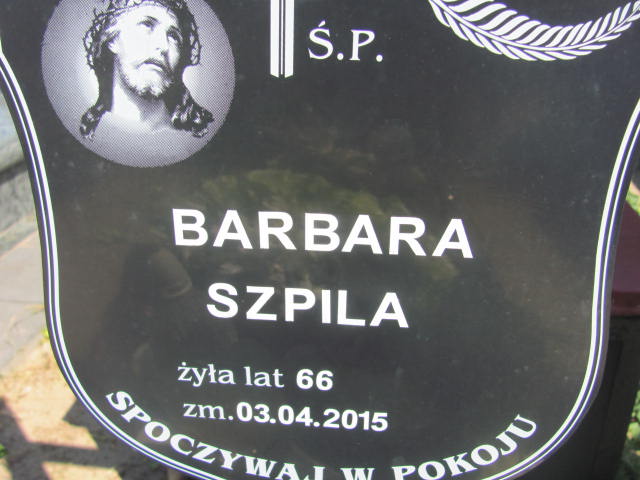 Ś.P.
BARBARA
SZPILA
żyła lat 66
zm.03.04.2015
SPOCZYWAJ W POKOJU